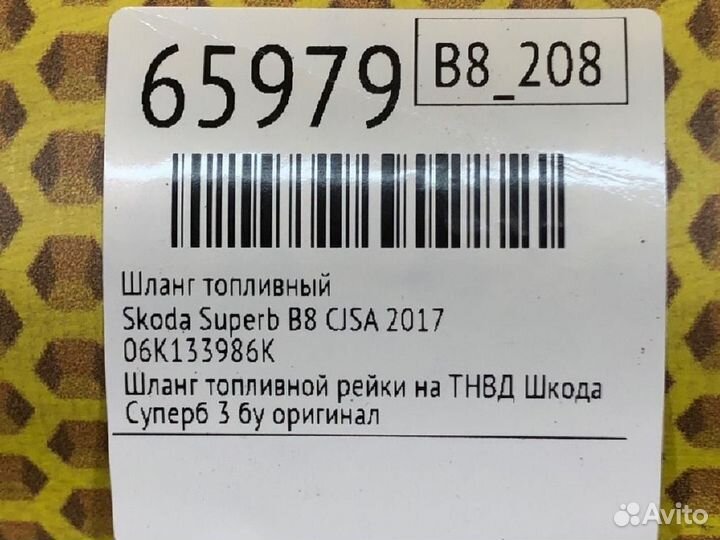 65979
B8_208
Шланг топливный
Skoda Superb B8 CJSA 2017
06K133986K
Шланг топливной рейки на ТНВД Шкода
Суперб 3 бу оригинал
Avito